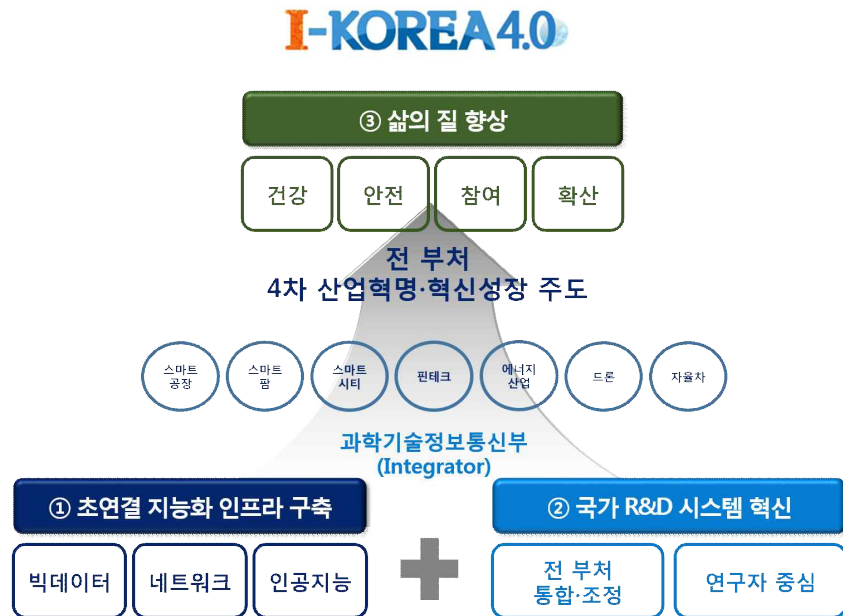 I-KOREA 4.0
③ 삶의 질 향상
건강
안전
참여
확산
전 부처
4차 산업혁명·혁신성장 주도
스마트
공장
스마트
팜
스마트
시티
핀테크
에너지
산업
드론
자율차
과학기술정보통신부
(Integrator)
① 초연결 지능화 인프라 구축
빅데이터
네트워크
인공지능
② 국가 R&D 시스템 혁신
전 부처
통합·조정
연구자 중심